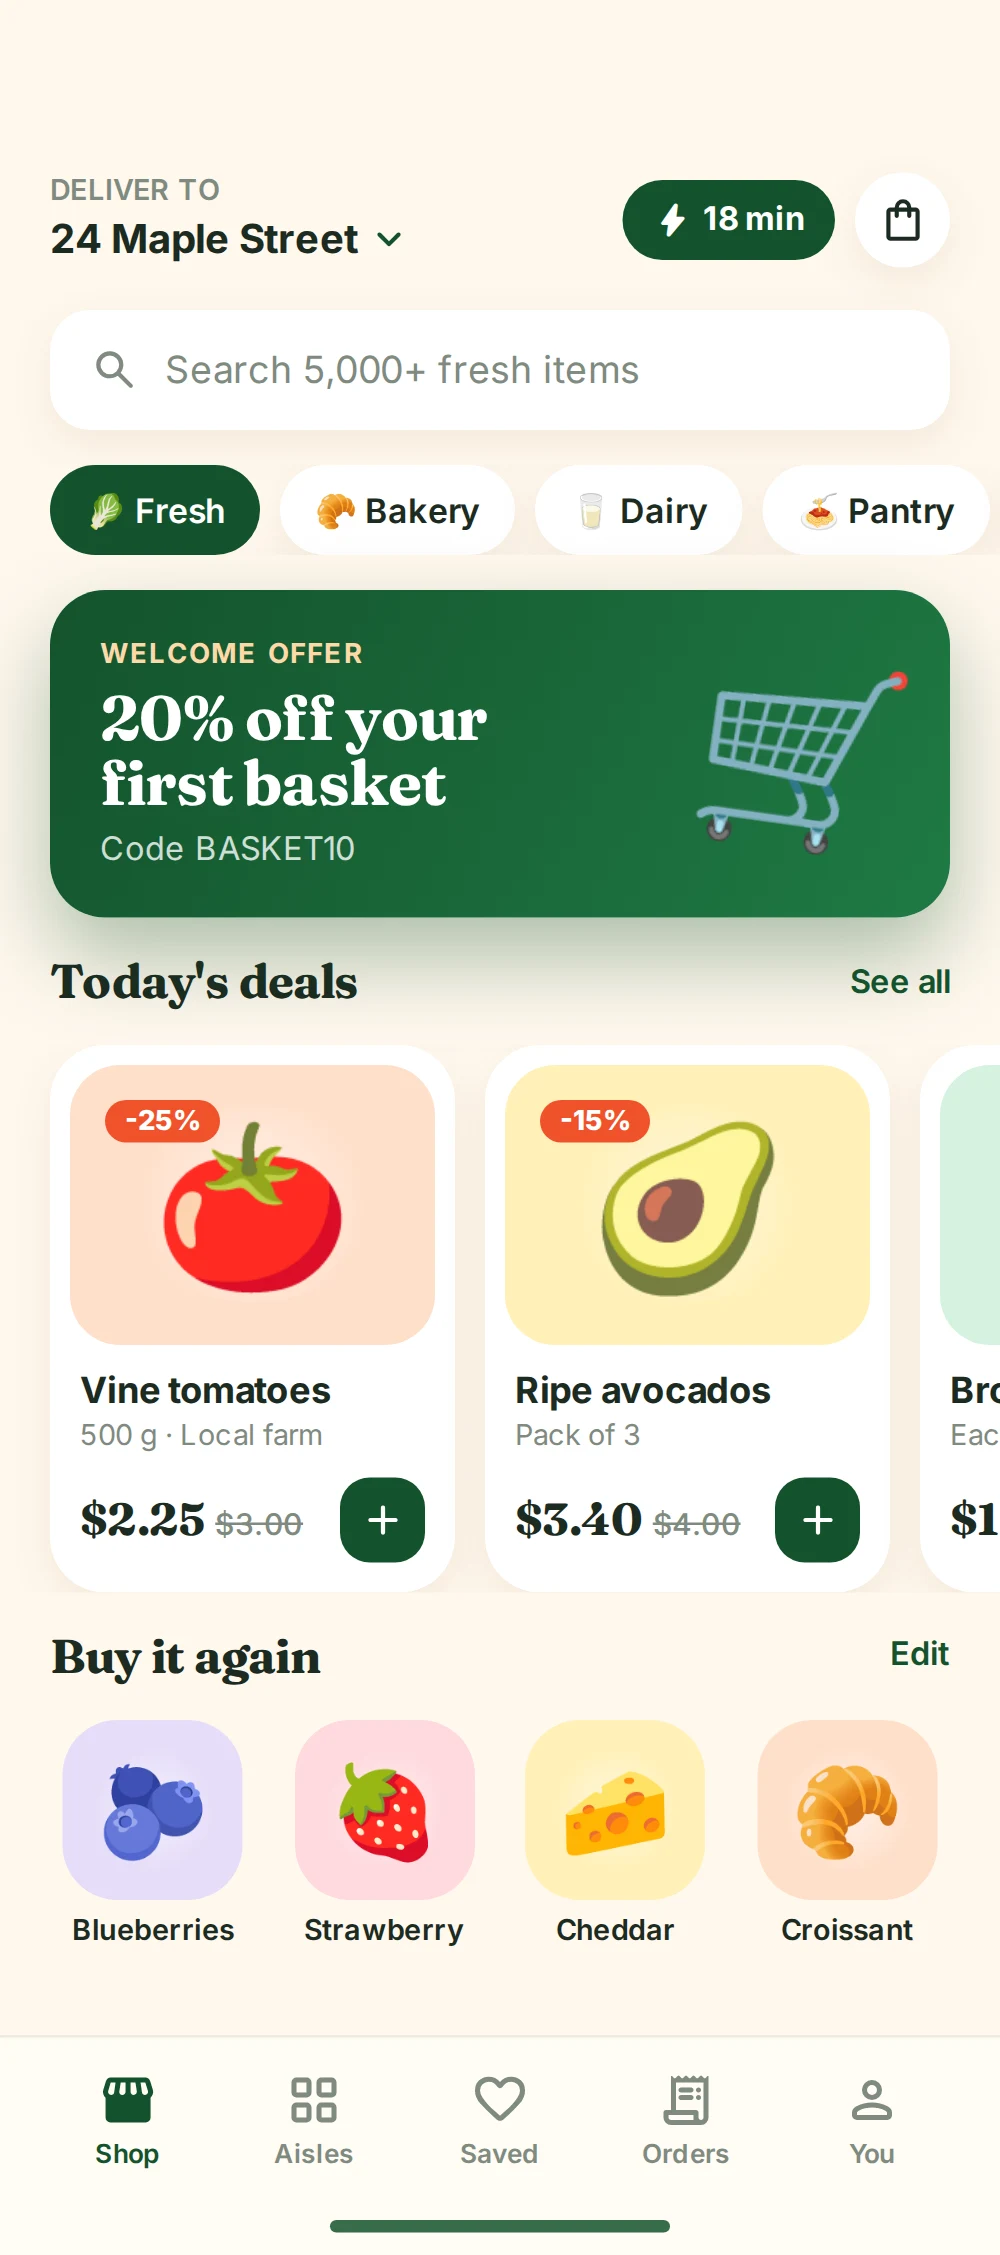 DELIVER TO
24 Maple Street
18 min
Search 5,000+ fresh items
Fresh
Bakery
Dairy
Pantry
WELCOME OFFER
20% off your
first basket
Code BASKET10
Today's deals
See all
-25%
Vine tomatoes
500 g · Local farm
$2.25 $3.00
-15%
Ripe avocados
Pack of 3
$3.40 $4.00
Buy it again
Edit
Blueberries
Strawberry
Cheddar
Croissant
Shop
Aisles
Saved
Orders
You